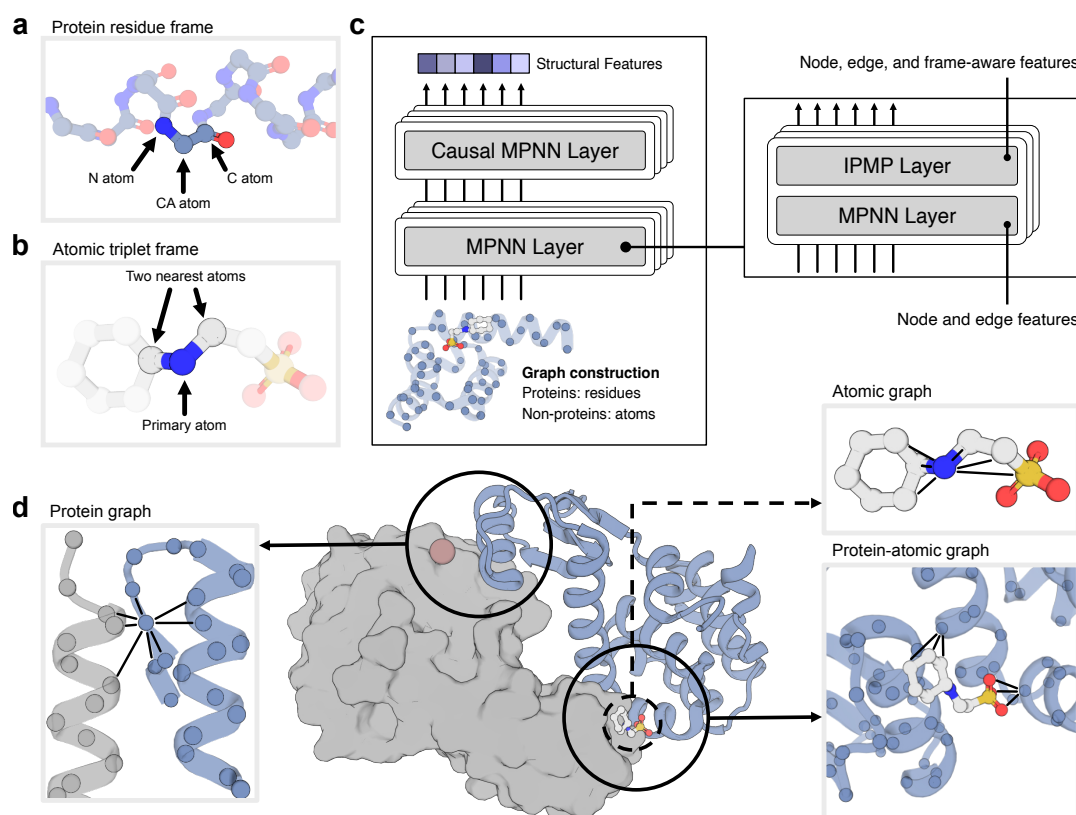 a
Protein residue frame
N atom
C atom
CA atom
b
Atomic triplet frame
Two nearest atoms
Primary atom
c
Structural Features
Causal MPNN Layer
MPNN Layer
Graph construction
Proteins: residues
Non-proteins: atoms
Node, edge, and frame-aware features
IPMP Layer
MPNN Layer
Node and edge features
d
Protein graph
Atomic graph
Protein-atomic graph